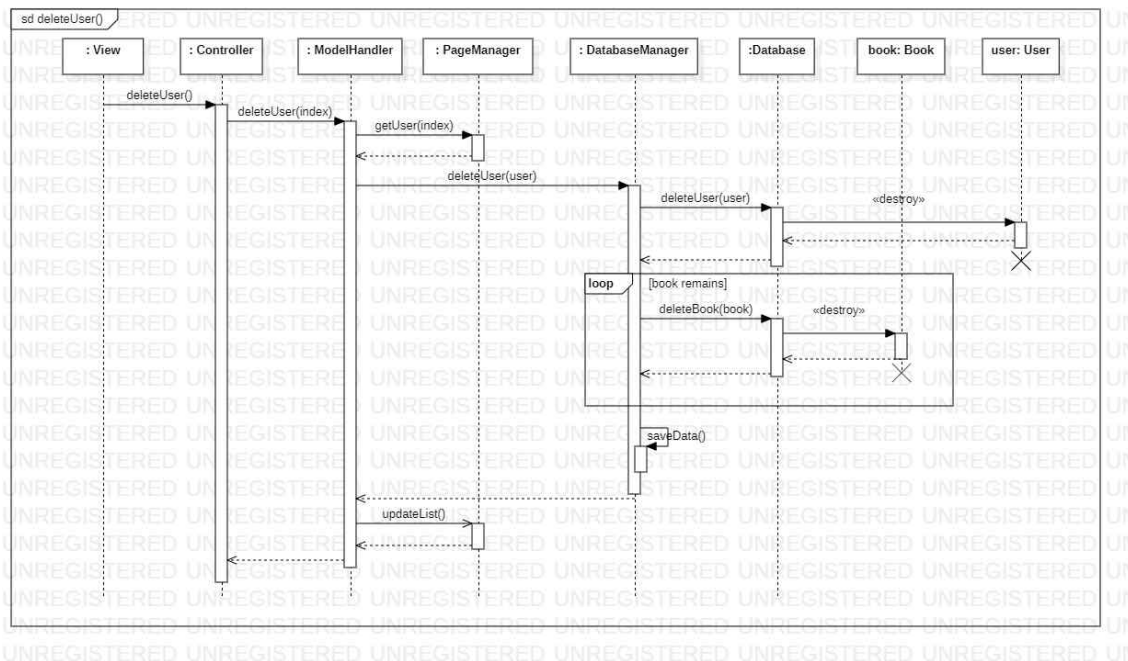 sd deleteUser()
: View
: Controller
: ModelHandler
: PageManager
: DatabaseManager
:Database
book: Book
user: User
deleteUser()
deleteUser(index)
getUser(index)
deleteUser(user)
deleteUser(user)
«destroy»
loop
[book remains]
deleteBook(book)
«destroy»
saveData()
updateList()
UNREGISTERED